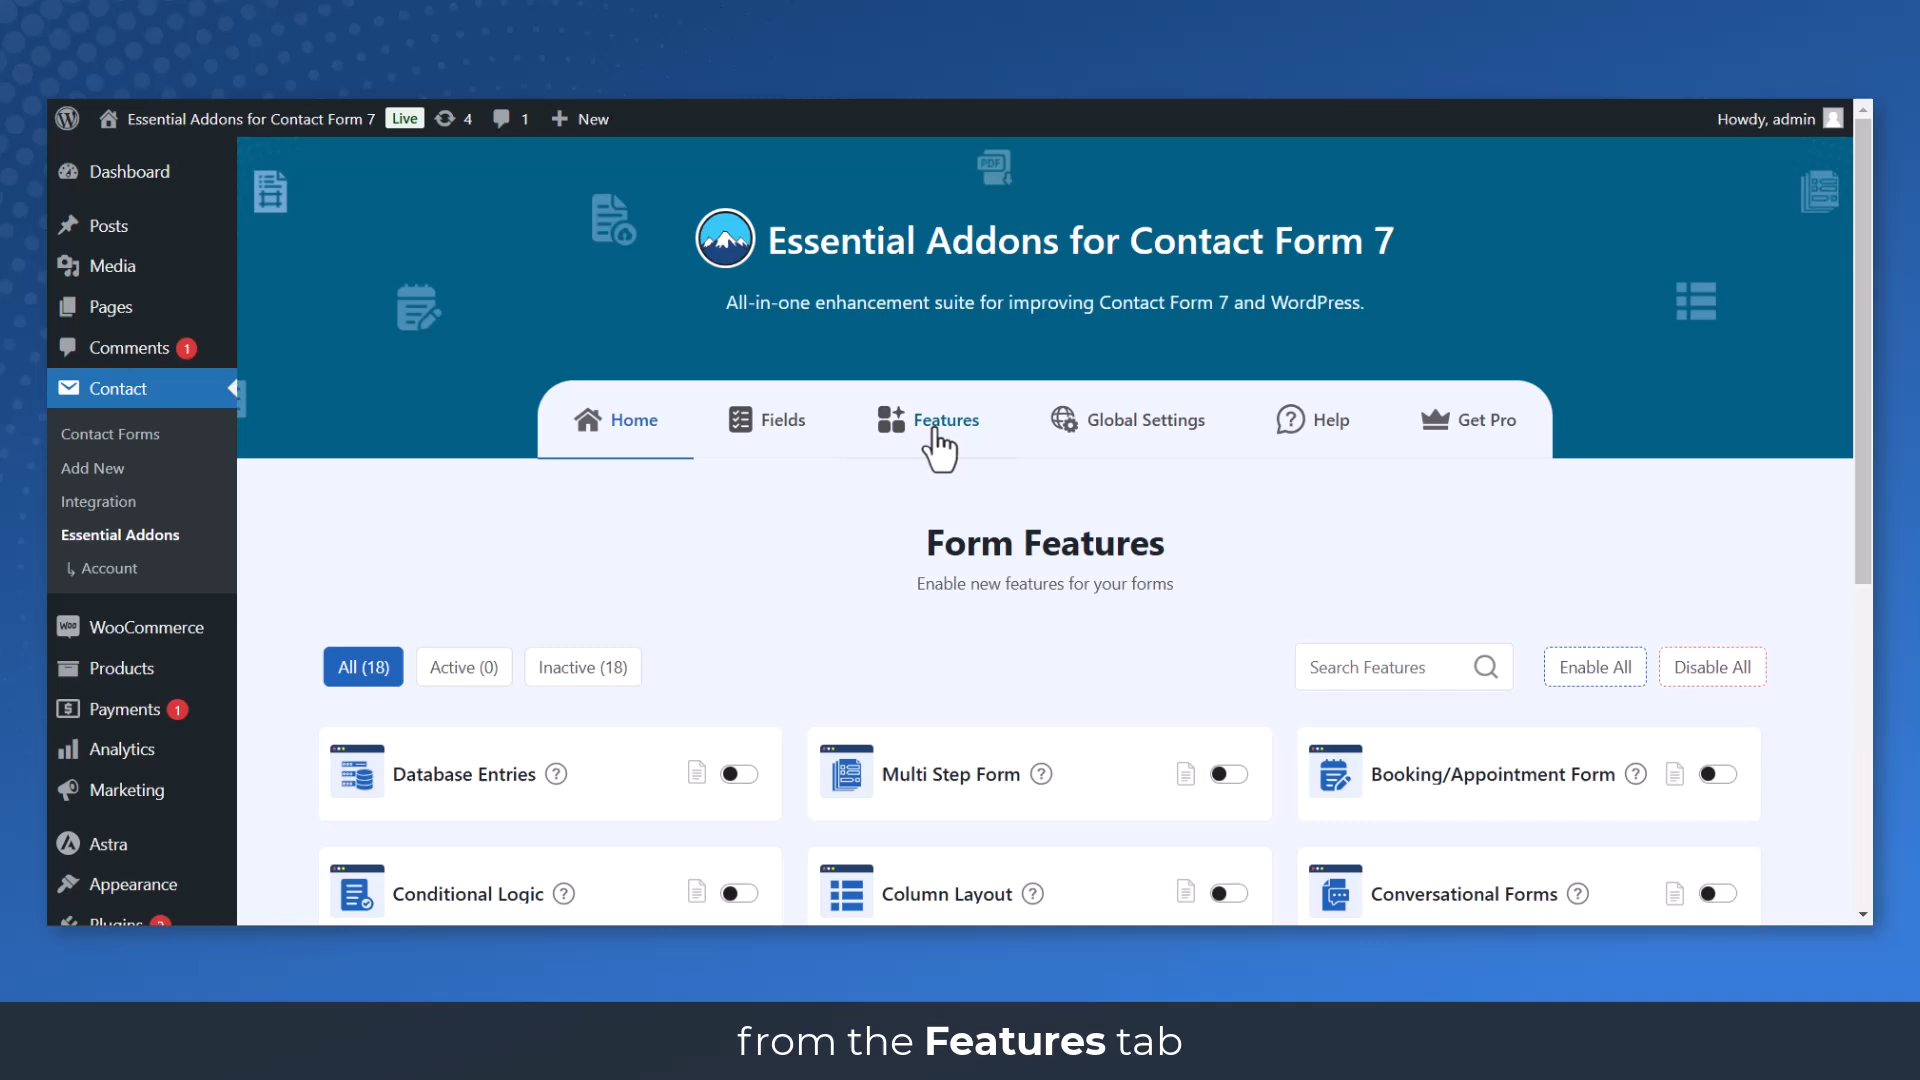 Essential Addons for Contact Form 7 Live 4 1 New Howdy, admin
Dashboard
Posts
Media
Pages
Comments 1
Contact
Contact Forms
Add New
Integration
Essential Addons
Account
WooCommerce
Products
Payments 1
Analytics
Marketing
Astra
Appearance
Plugins
PDF
Essential Addons for Contact Form 7
All-in-one enhancement suite for improving Contact Form 7 and WordPress.
Home Fields Features Global Settings Help Get Pro
Form Features
Enable new features for your forms
All (18) Active (0) Inactive (18) Search Features Enable All Disable All
Database Entries ? Multi Step Form ? Booking/Appointment Form ?
Conditional Logic ? Column Layout ? Conversational Forms ?
from the Features tab